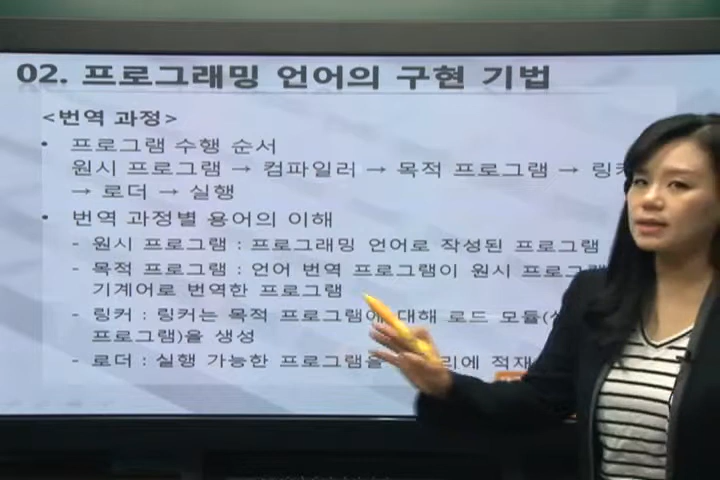 02. 프로그래밍 언어의 구현 기법
<번역 과정>
• 프로그램 수행 순서
원시 프로그램 → 컴파일러 → 목적 프로그램 → 링
→ 로더 → 실행
• 번역 과정별 용어의 이해
- 원시 프로그램 : 프로그래밍 언어로 작성된 프로그램
- 목적 프로그램 : 언어 번역 프로그램이 원시 프로그램
기계어로 번역한 프로그램
- 링커 : 링커는 목적 프로그램에 대해 로드 모듈(
프로그램)을 생성
- 로더 : 실행 가능한 프로그램을 리에 적재